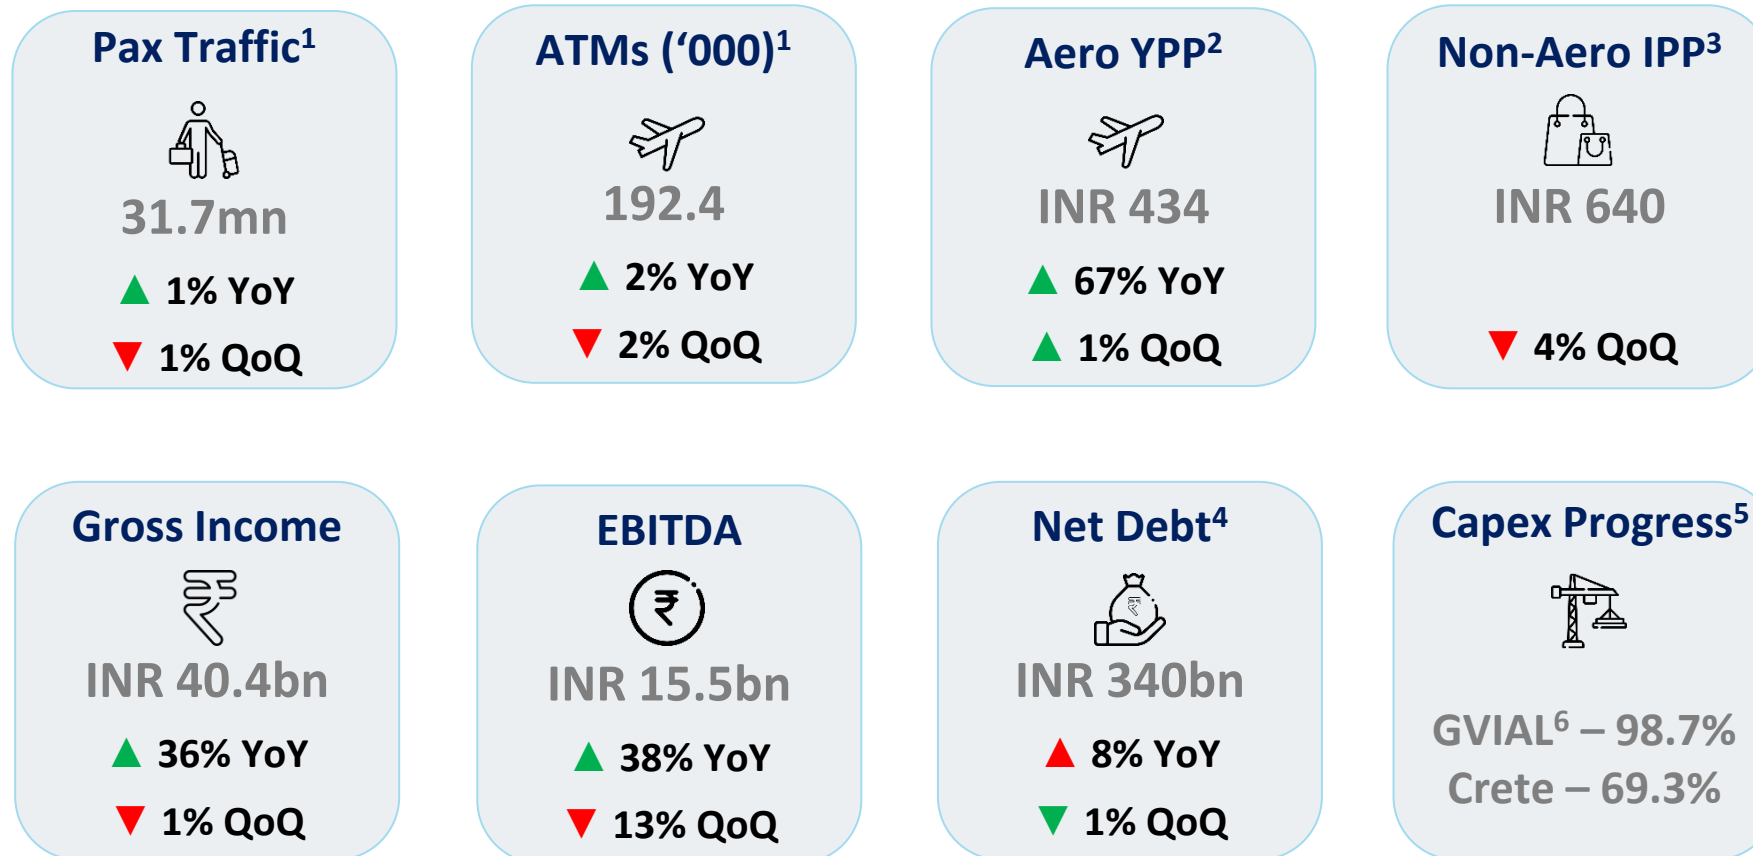 Pax Traffic¹
31.7mn
▲ 1% YoY
▼ 1% QoQ
ATMs (‘000)¹
192.4
▲ 2% YoY
▼ 2% QoQ
Aero YPP²
INR 434
▲ 67% YoY
▲ 1% QoQ
Non-Aero IPP³
INR 640
▼ 4% QoQ
Gross Income
INR 40.4bn
▲ 36% YoY
▼ 1% QoQ
EBITDA
INR 15.5bn
▲ 38% YoY
▼ 13% QoQ
Net Debt⁴
INR 340bn
▲ 8% YoY
▼ 1% QoQ
Capex Progress⁵
GVIAL⁶ – 98.7%
Crete – 69.3%